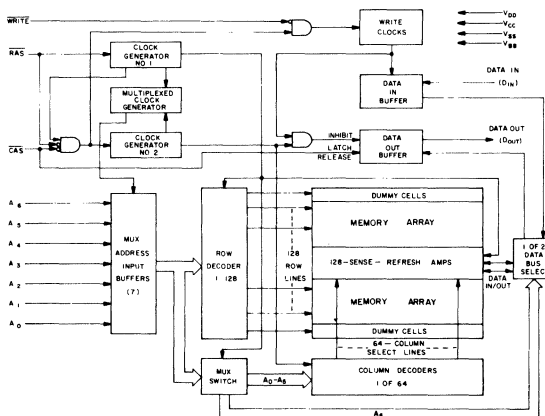 WRITE
WRITE CLOCKS
VDD
VCC
VSS
VBB
RAS
CLOCK GENERATOR NO. 1
MULTIPLEXED CLOCK GENERATOR
CLOCK GENERATOR NO. 2
CAS
DATA IN BUFFER
DATA IN (DIN)
INHIBIT
LATCH RELEASE
DATA OUT BUFFER
DATA OUT (DOUT)
A6
A5
A4
A3
A2
A1
A0
MUX ADDRESS INPUT BUFFERS (7)
ROW DECODER 1 128
128 ROW LINES
DUMMY CELLS
MEMORY ARRAY
128-SENSE-REFRESH AMPS
MEMORY ARRAY
DUMMY CELLS
DATA IN/OUT
1 OF 2 DATA BUS SELECT
64-COLUMN SELECT LINES
MUX SWITCH
COLUMN DECODERS 1 OF 64